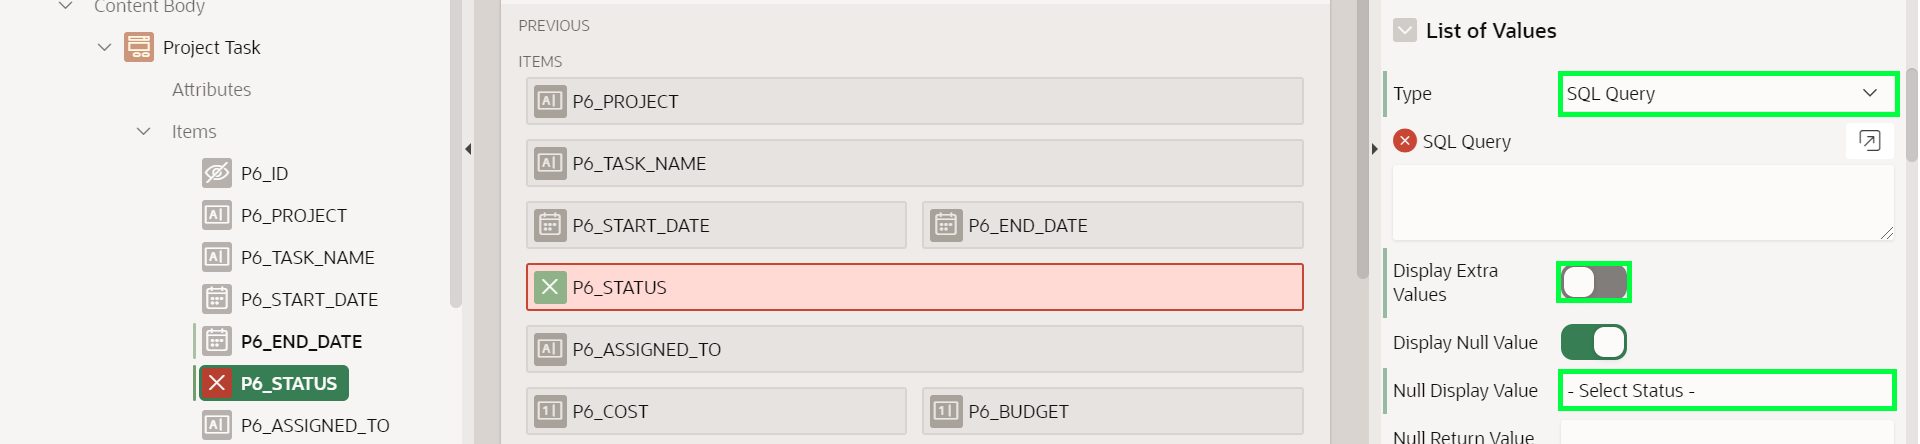 Content Body
Project Task
Attributes
Items
P6_ID
P6_PROJECT
P6_TASK_NAME
P6_START_DATE
P6_END_DATE
P6_STATUS
P6_ASSIGNED_TO
PREVIOUS
ITEMS
P6_PROJECT
P6_TASK_NAME
P6_START_DATE P6_END_DATE
P6_STATUS
P6_ASSIGNED_TO
P6_COST P6_BUDGET
List of Values
Type SQL Query
SQL Query
Display Extra
Values
Display Null Value
Null Display Value - Select Status -
Null Return Value